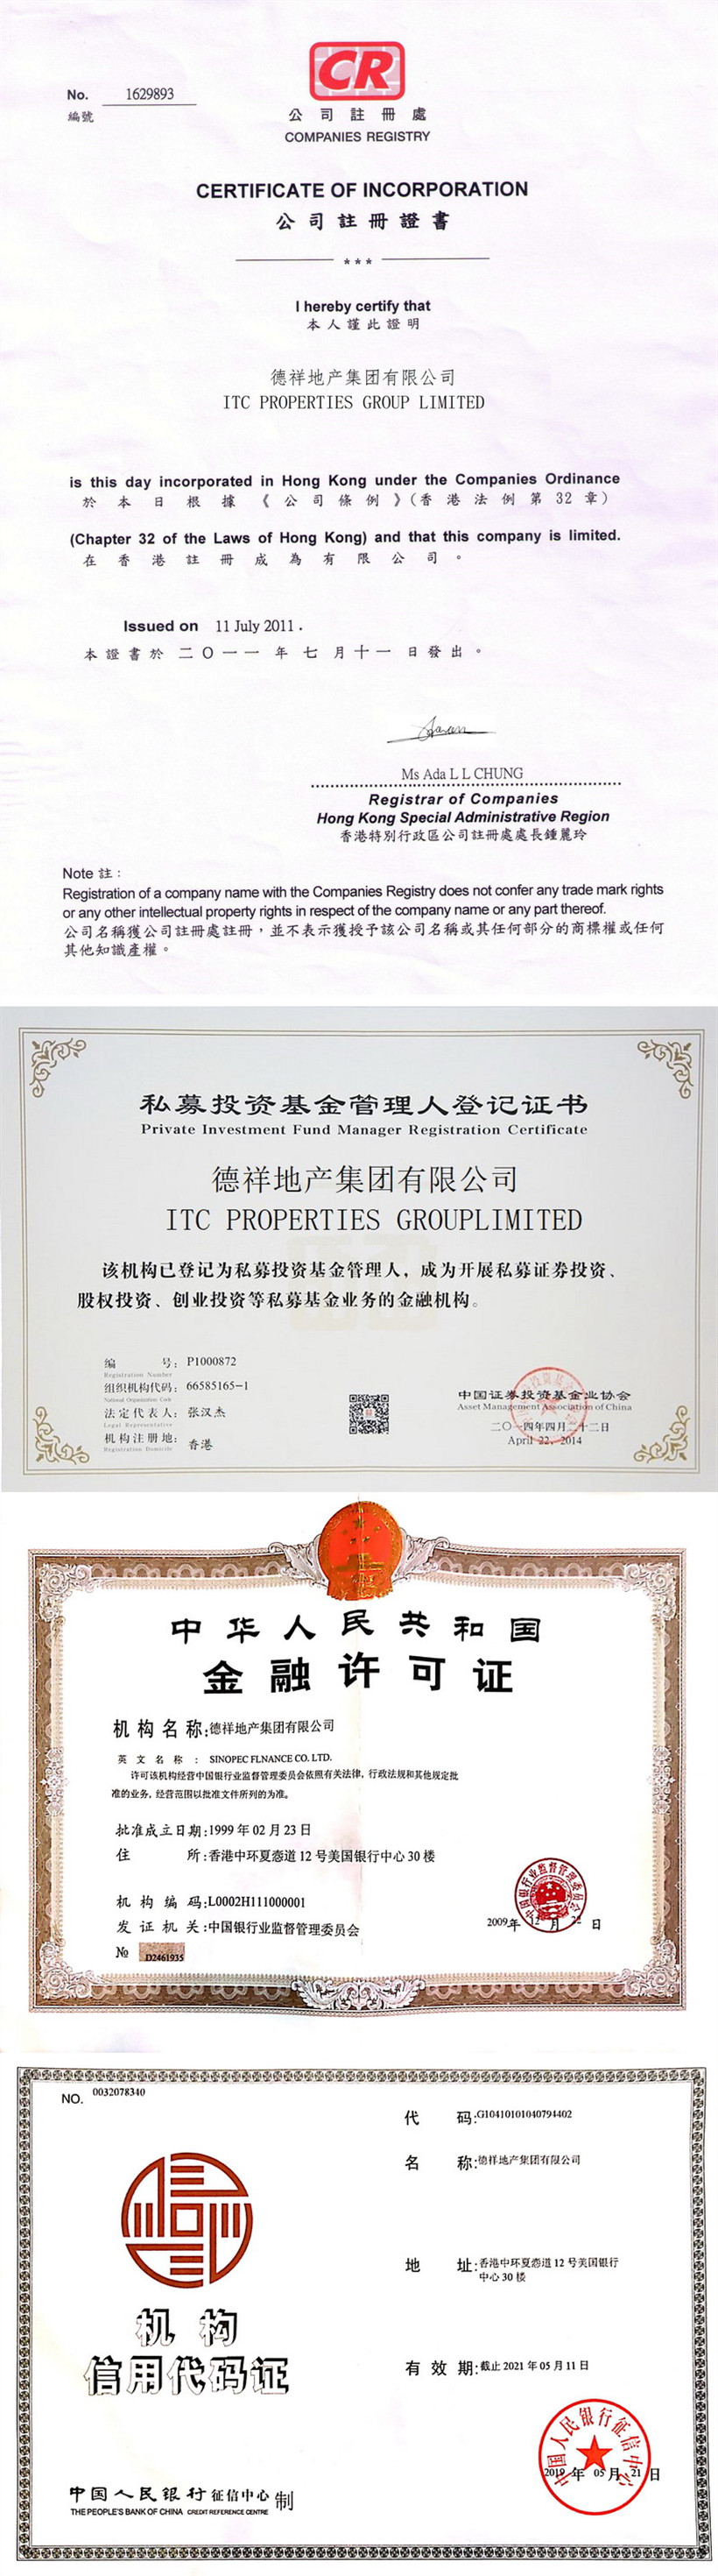 CR
No. 1629893
編號
公司註冊處
COMPANIES REGISTRY
CERTIFICATE OF INCORPORATION
公司註冊證書
***
I hereby certify that
本人謹此證明
德祥地产集团有限公司
ITC PROPERTIES GROUP LIMITED
is this day incorporated in Hong Kong under the Companies Ordinance
於本日根據《公司條例》(香港法例第32章)
(Chapter 32 of the Laws of Hong Kong) and that this company is limited.
在香港註冊成為有限公司。
Issued on 11 July 2011.
本證書於二〇一一年七月十一日發出。
Ms Ada L L CHUNG
Registrar of Companies
Hong Kong Special Administrative Region
香港特別行政區公司註冊處處長鍾麗玲
Note 註:
Registration of a company name with the Companies Registry does not confer any trade mark rights
or any other intellectual property rights in respect of the company name or any part thereof.
公司名稱獲公司註冊處註冊，並不表示獲授予該公司名稱或其任何部分的商標權或任何
其他知識產權。
私募投资基金管理人登记证书
Private Investment Fund Manager Registration Certificate
德祥地产集团有限公司
ITC PROPERTIES GROUPLIMITED
该机构已登记为私募投资基金管理人，成为开展私募证券投资、
股权投资、创业投资等私募基金业务的金融机构。
编号：P1000872
Registration Number
组织机构代码：66585165-1
National Organization Code
法定代表人：张汉杰
Legal Representative
机构注册地：香港
Registration Domicile
中国证券投资基金业协会
Asset Management Association of China
二〇一四年四月二十二日
April 22, 2014
中华人民共和国
金融许可证
机构名称:德祥地产集团有限公司
英文名称：SINOPEC FLNANCE CO. LTD.
许可该机构经营中国银行业监督管理委员会依照有关法律，行政法规和其他规定批
准的业务，经营范围以批准文件所列的为准。
批准成立日期:1999年02月23日
住所:香港中环夏悫道12号美国银行中心30楼
机构编码:L0002H111000001
发证机关:中国银行业监督管理委员会
№ D2461935
中国银行业监督管理委员会
2009年12月22日
NO. 0032078340
代码:G10410101040794402
名称:德祥地产集团有限公司
地址:香港中环夏悫道12号美国银行
中心30楼
机构
信用代码证
有效期:截止2021年05月11日
中国人民银行征信中心
2019年05月21日
中国人民银行征信中心 制
THE PEOPLE'S BANK OF CHINA CREDIT REFERENCE CENTRE